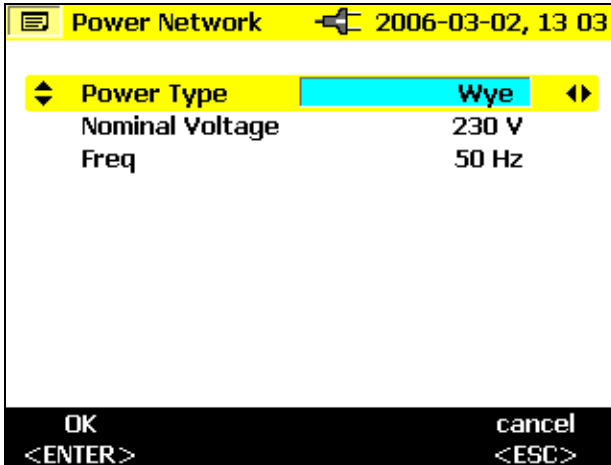 Power Network 2006-03-02, 13 03
Power Type Wye
Nominal Voltage 230 V
Freq 50 Hz
OK cancel
<ENTER> <ESC>